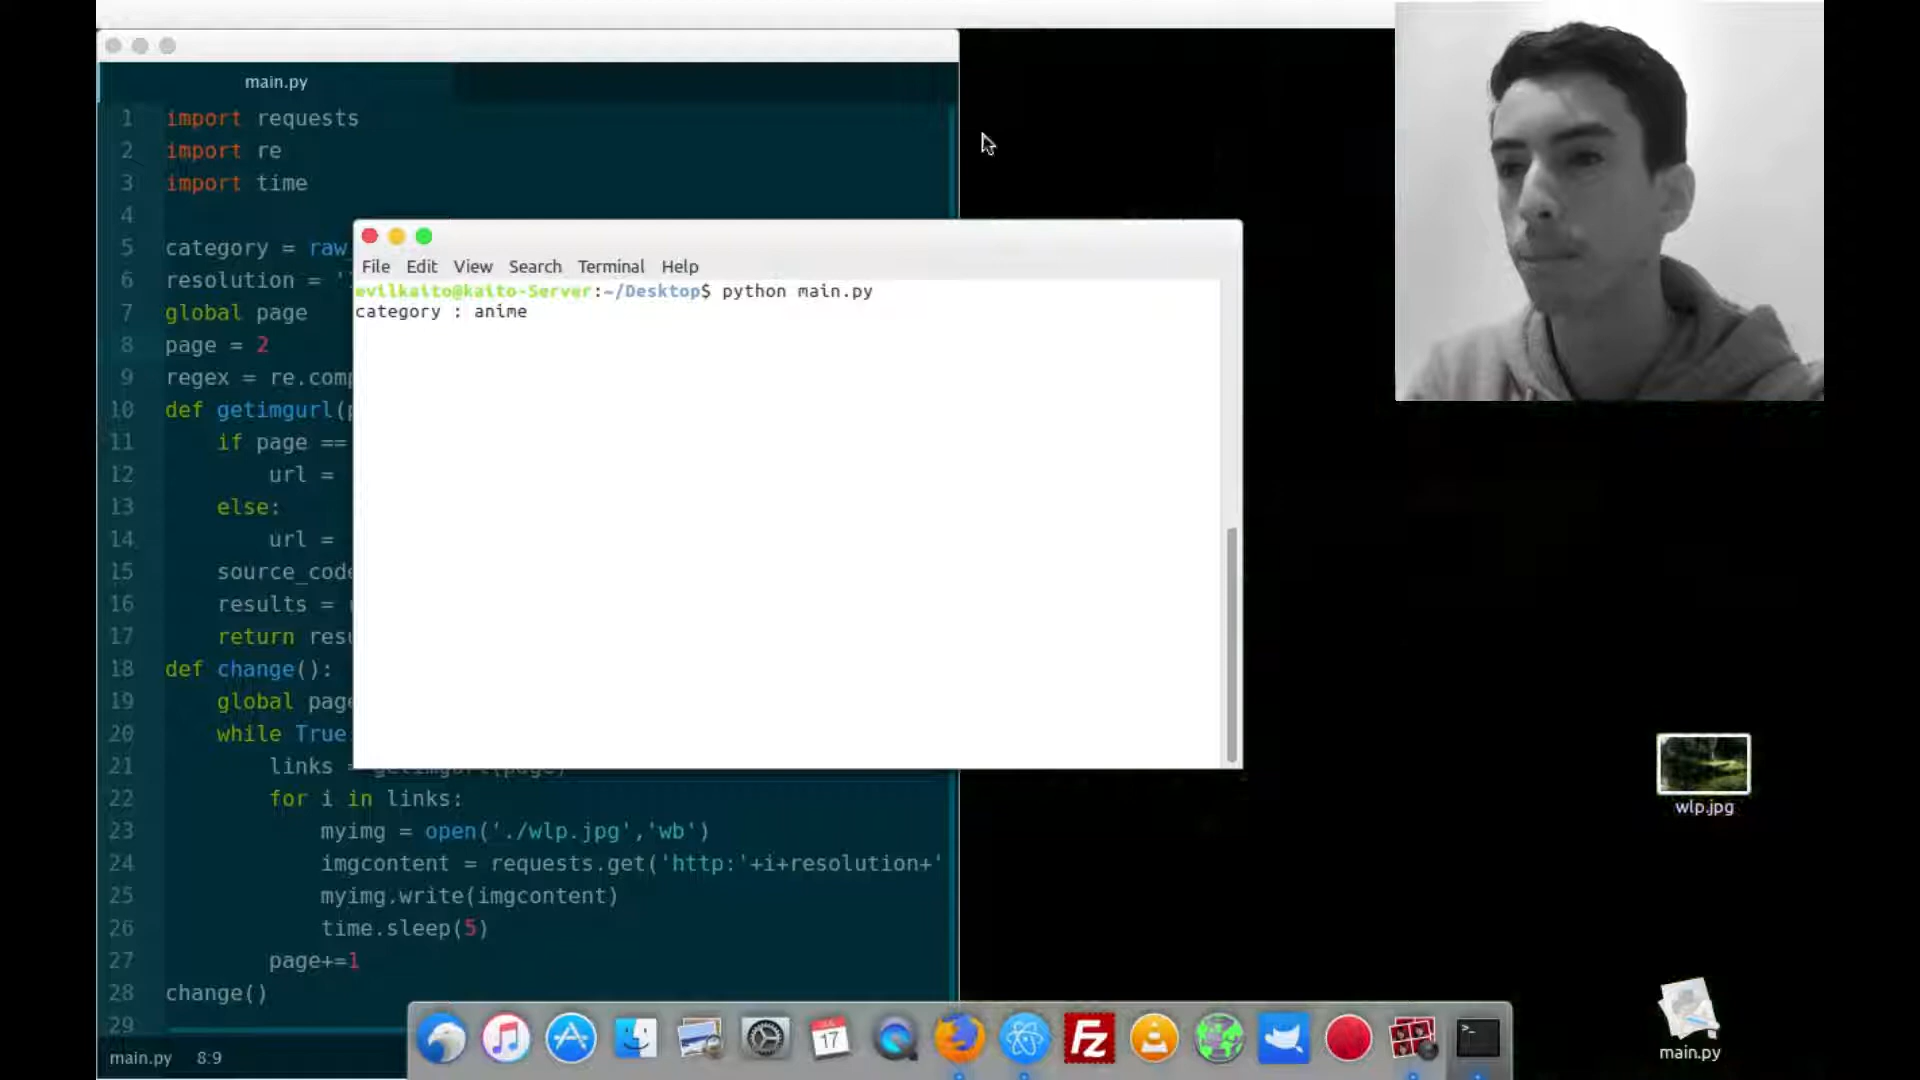 main.py
1 import requests
2 import re
3 import time
4
5 category = raw
6 resolution = '
7 global page
8 page = 2
9 regex = re.comp
10 def getimgurl(p
11 if page ==
12 url =
13 else:
14 url =
15 source_code
16 results =
17 return resu
18 def change():
19 global page
20 while True
21 links = getimgurl(page)
22 for i in links:
23 myimg = open('./wlp.jpg','wb')
24 imgcontent = requests.get('http:'+i+resolution+'
25 myimg.write(imgcontent)
26 time.sleep(5)
27 page+=1
28 change()
29
main.py 8:9
File Edit View Search Terminal Help
evilkaito@kaito-Server:~/Desktop$ python main.py
category : anime
wlp.jpg
main.py
17
FZ
>_